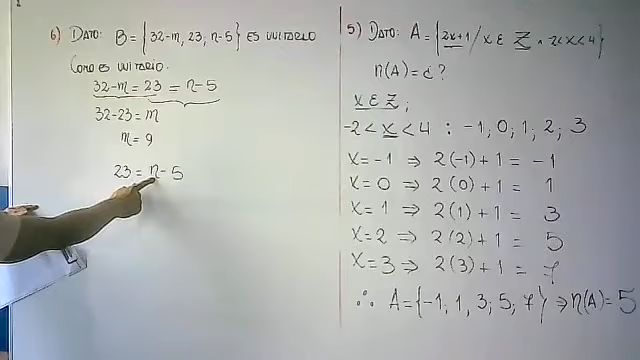 6) DATO: B = {32-m, 23; n-5} ES UNITARIO
COMO ES UNITARIO:
32-m = 23 = n-5
32-23 = m
m = 9
23 = n-5
5) DATO: A = {2x+1 / x ∈ Z ∧ -2<x<4}
n(A) = ¿?
x ∈ Z;
-2 < x < 4 : -1, 0, 1, 2, 3
x = -1 ⇒ 2(-1)+1 = -1
x = 0 ⇒ 2(0)+1 = 1
x = 1 ⇒ 2(1)+1 = 3
x = 2 ⇒ 2(2)+1 = 5
x = 3 ⇒ 2(3)+1 = 7
∴ A = {-1, 1, 3; 5, 7} ⇒ n(A) = 5